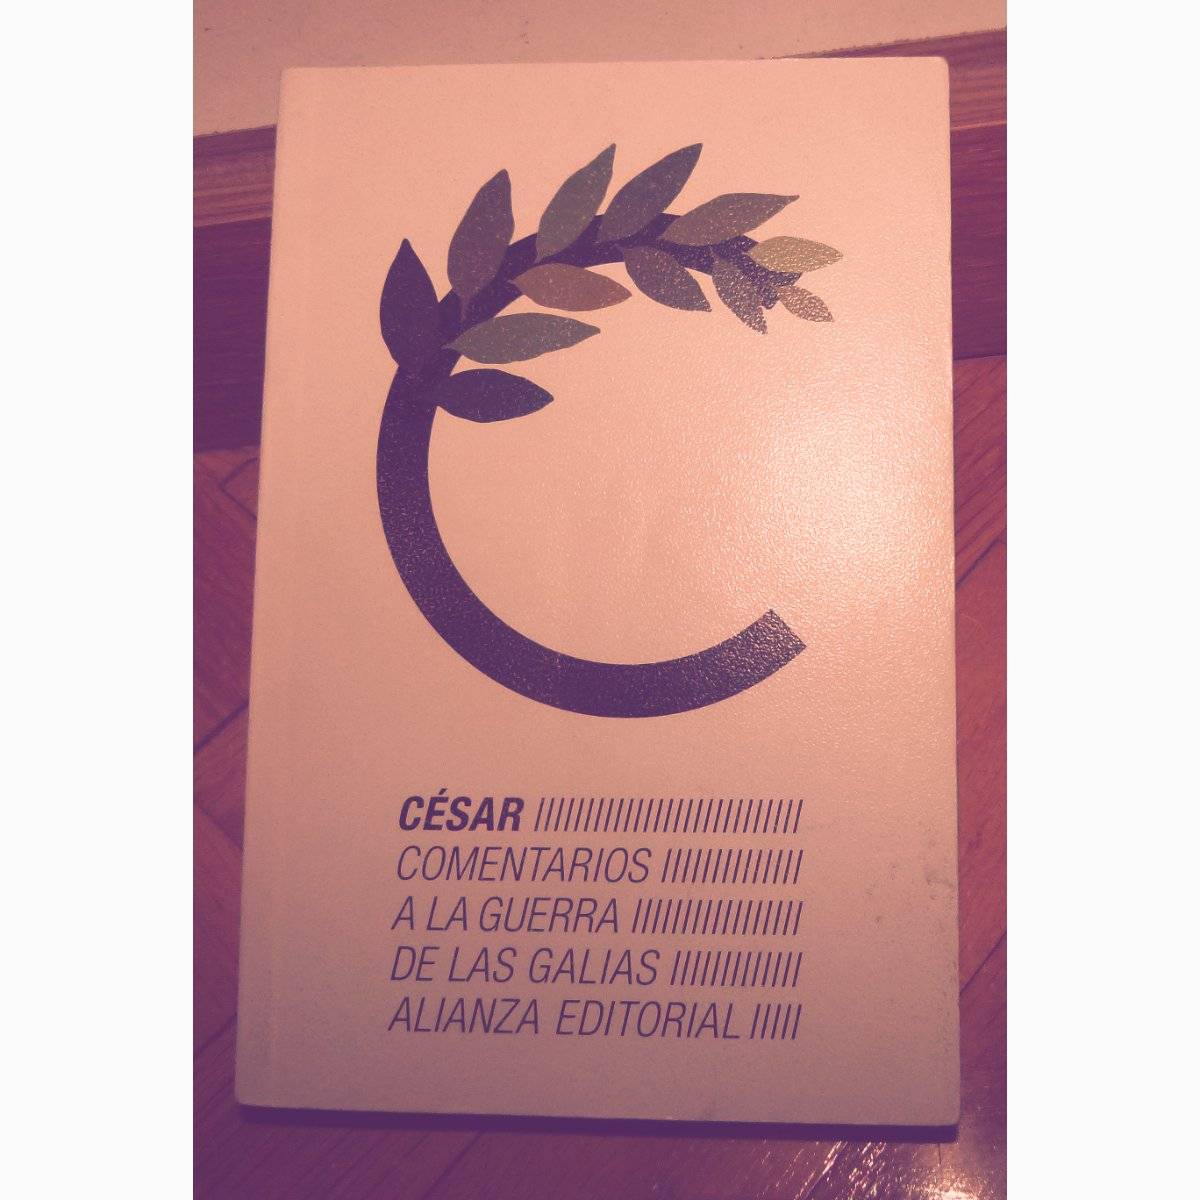 CÉSAR
COMENTARIOS
A LA GUERRA
DE LAS GALIAS
ALIANZA EDITORIAL